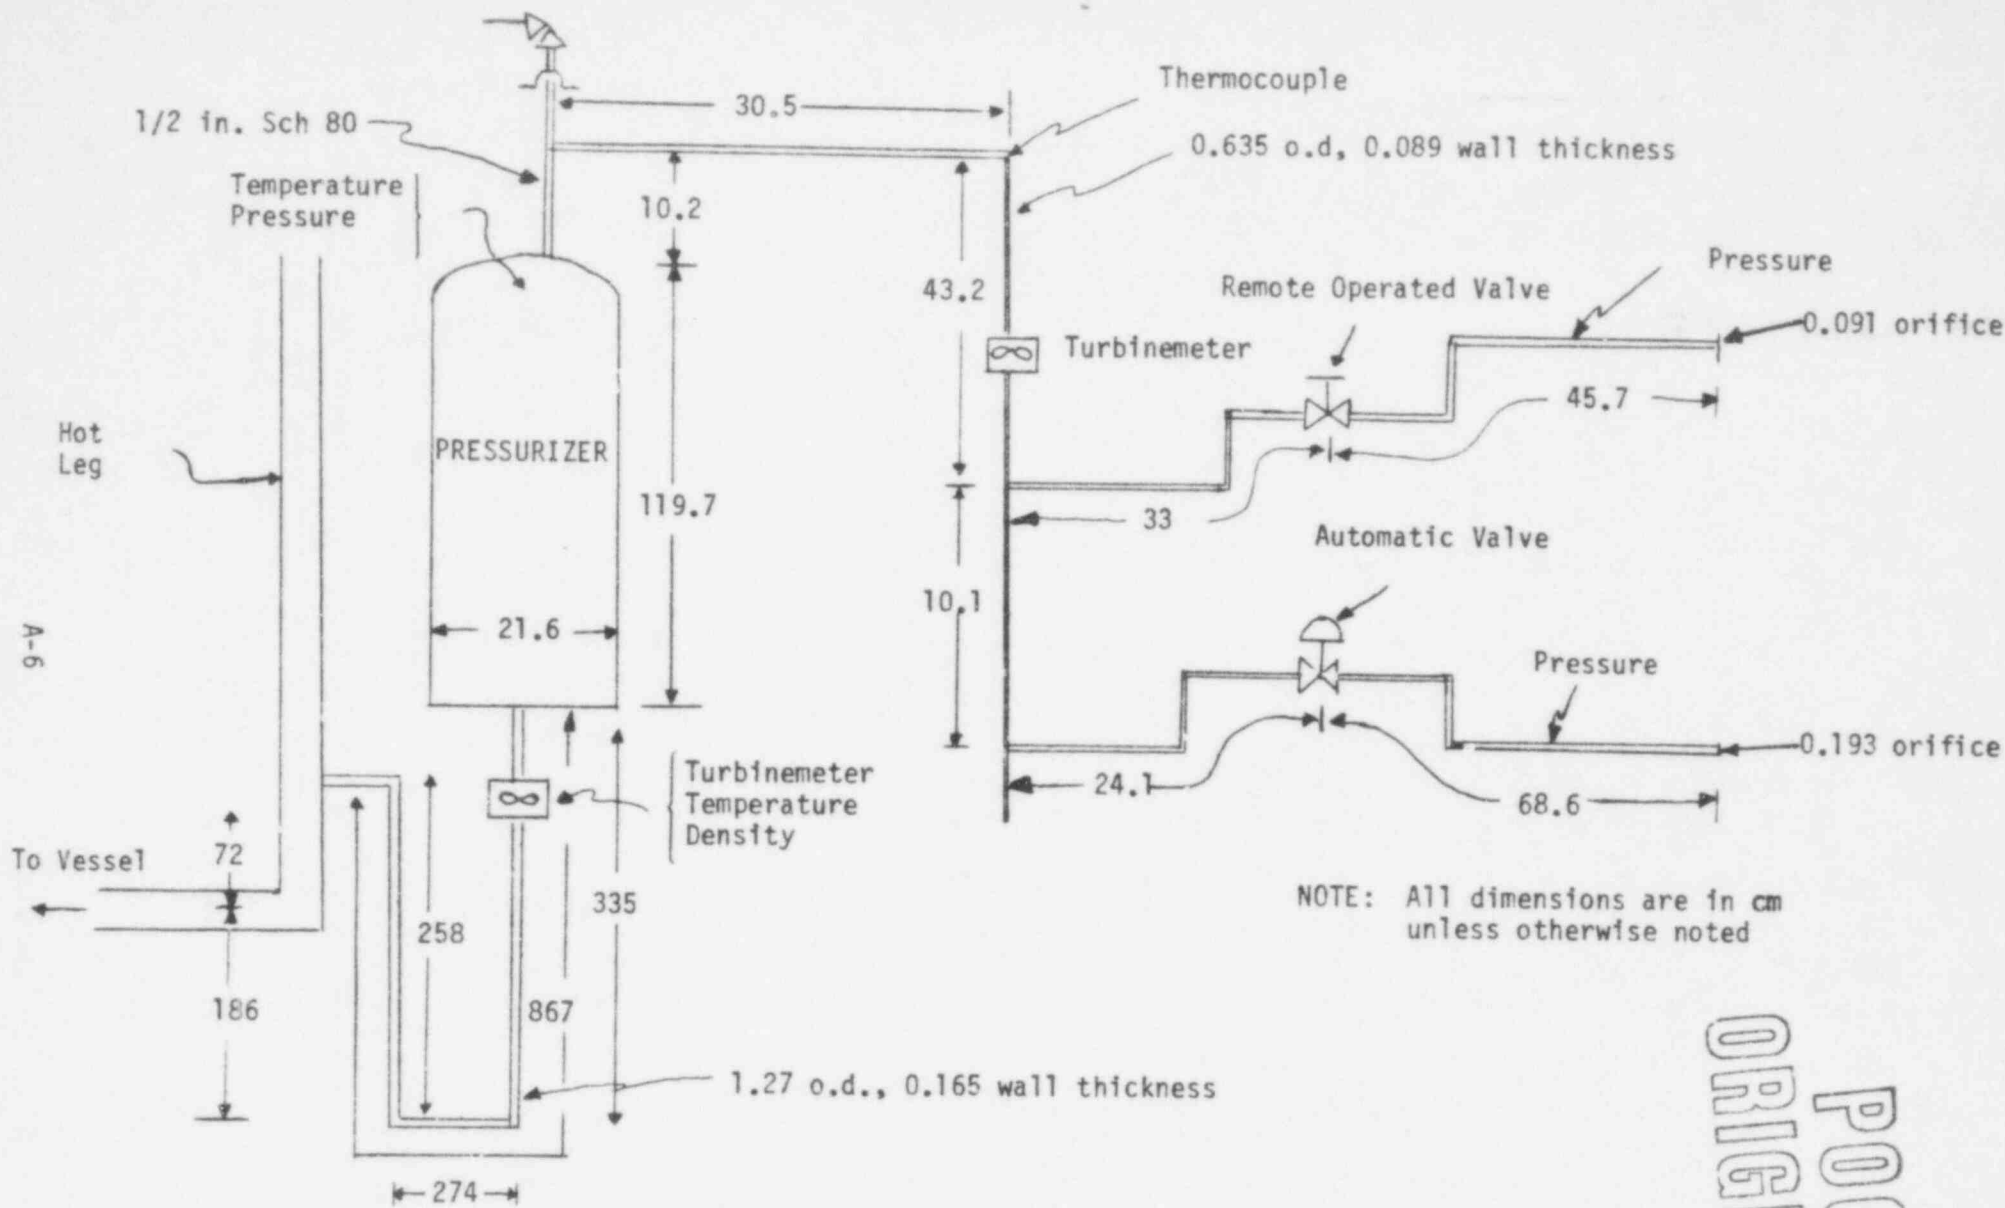 1/2 in. Sch 80
30.5
Thermocouple
0.635 o.d, 0.089 wall thickness
Temperature
Pressure
10.2
43.2
Pressure
Remote Operated Valve
0.091 orifice
Turbinemeter
45.7
Hot
Leg
PRESSURIZER
119.7
33
Automatic Valve
10.1
21.6
A-6
Pressure
0.193 orifice
Turbinemeter
Temperature
Density
24.1
68.6
To Vessel
72
335
258
NOTE: All dimensions are in cm
unless otherwise noted
186
867
1.27 o.d., 0.165 wall thickness
274